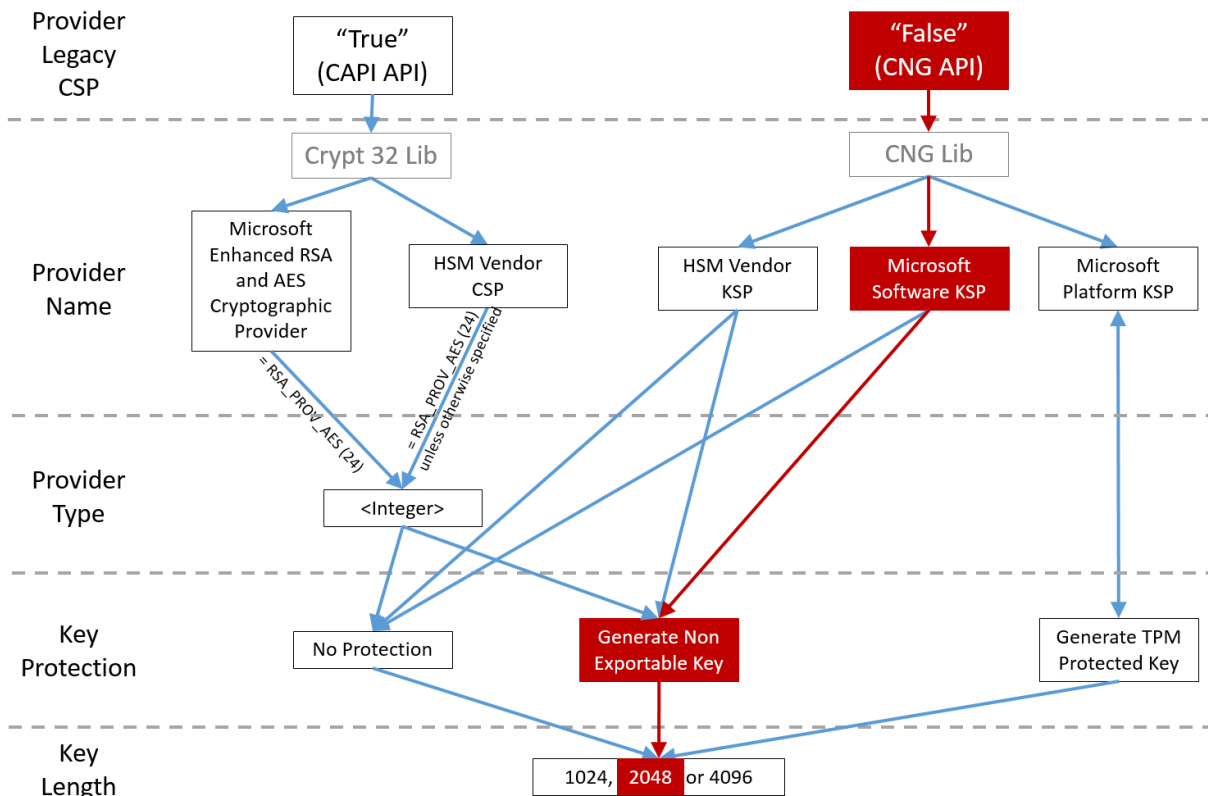 Provider
Legacy
CSP
“True”
(CAPI API)
“False”
(CNG API)
Crypt 32 Lib
CNG Lib
Provider
Name
Microsoft
Enhanced RSA
and AES
Cryptographic
Provider
HSM Vendor
CSP
HSM Vendor
KSP
Microsoft
Software KSP
Microsoft
Platform KSP
= RSA_PROV_AES (24)
= RSA_PROV_AES (24)
unless otherwise specified
Provider
Type
<Integer>
Key
Protection
No Protection
Generate Non
Exportable Key
Generate TPM
Protected Key
Key
Length
1024, 2048 or 4096